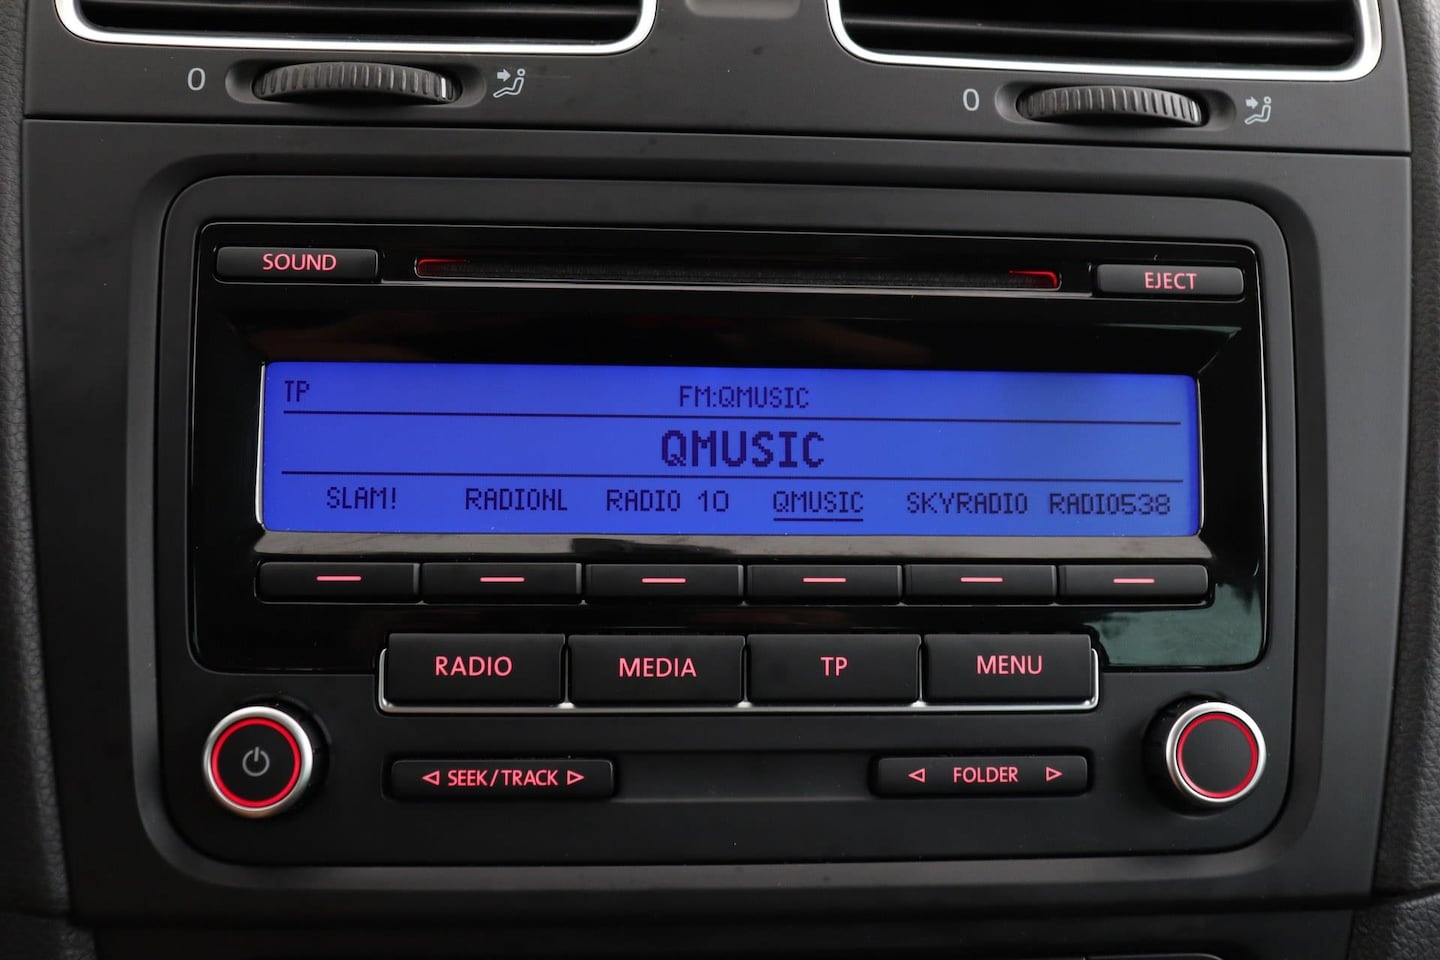 0 0
SOUND EJECT
TP FM:QMUSIC
QMUSIC
SLAM! RADIONL RADIO 10 QMUSIC SKYRADIO RADIO538
RADIO MEDIA TP MENU
SEEK/TRACK FOLDER